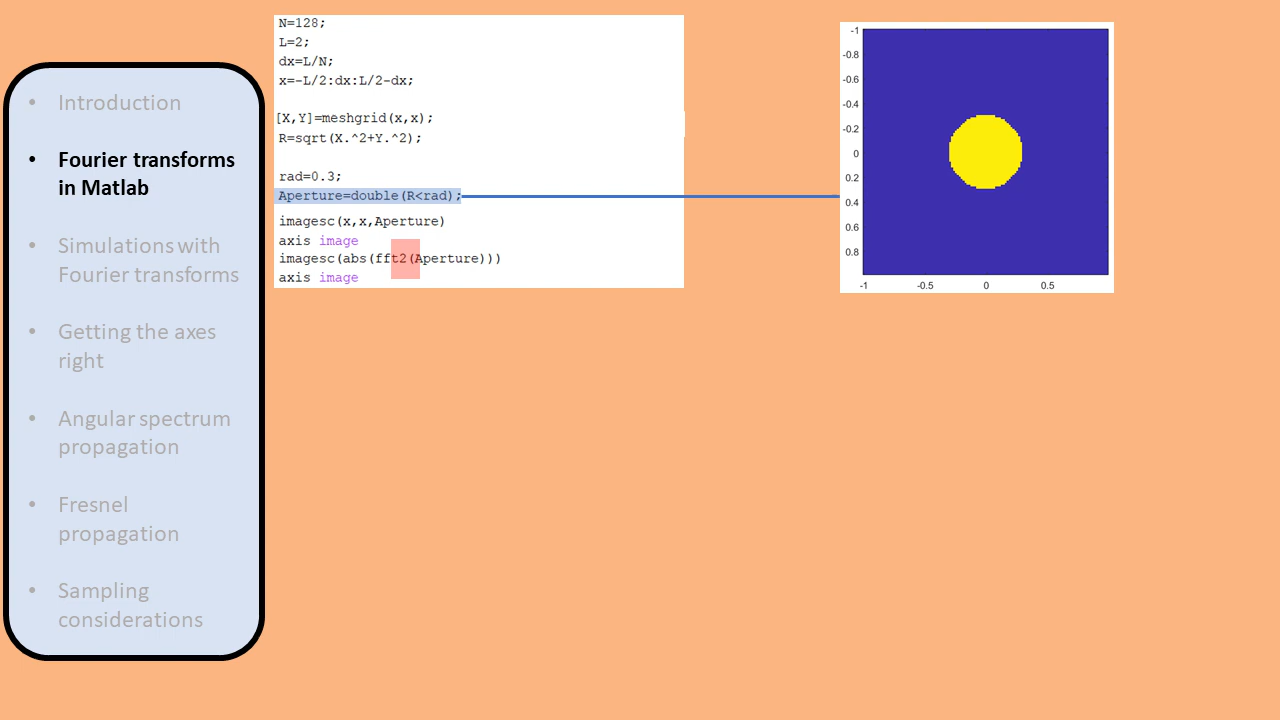 • Introduction
• Fourier transforms
in Matlab
• Simulations with
Fourier transforms
• Getting the axes
right
• Angular spectrum
propagation
• Fresnel
propagation
• Sampling
considerations
N=128;
L=2;
dx=L/N;
x=-L/2:dx:L/2-dx;
[X,Y]=meshgrid(x,x);
R=sqrt(X.^2+Y.^2);
rad=0.3;
Aperture=double(R<rad);
imagesc(x,x,Aperture)
axis image
imagesc(abs(fft2(Aperture)))
axis image
-1
-0.8
-0.6
-0.4
-0.2
0
0.2
0.4
0.6
0.8
-1 -0.5 0 0.5